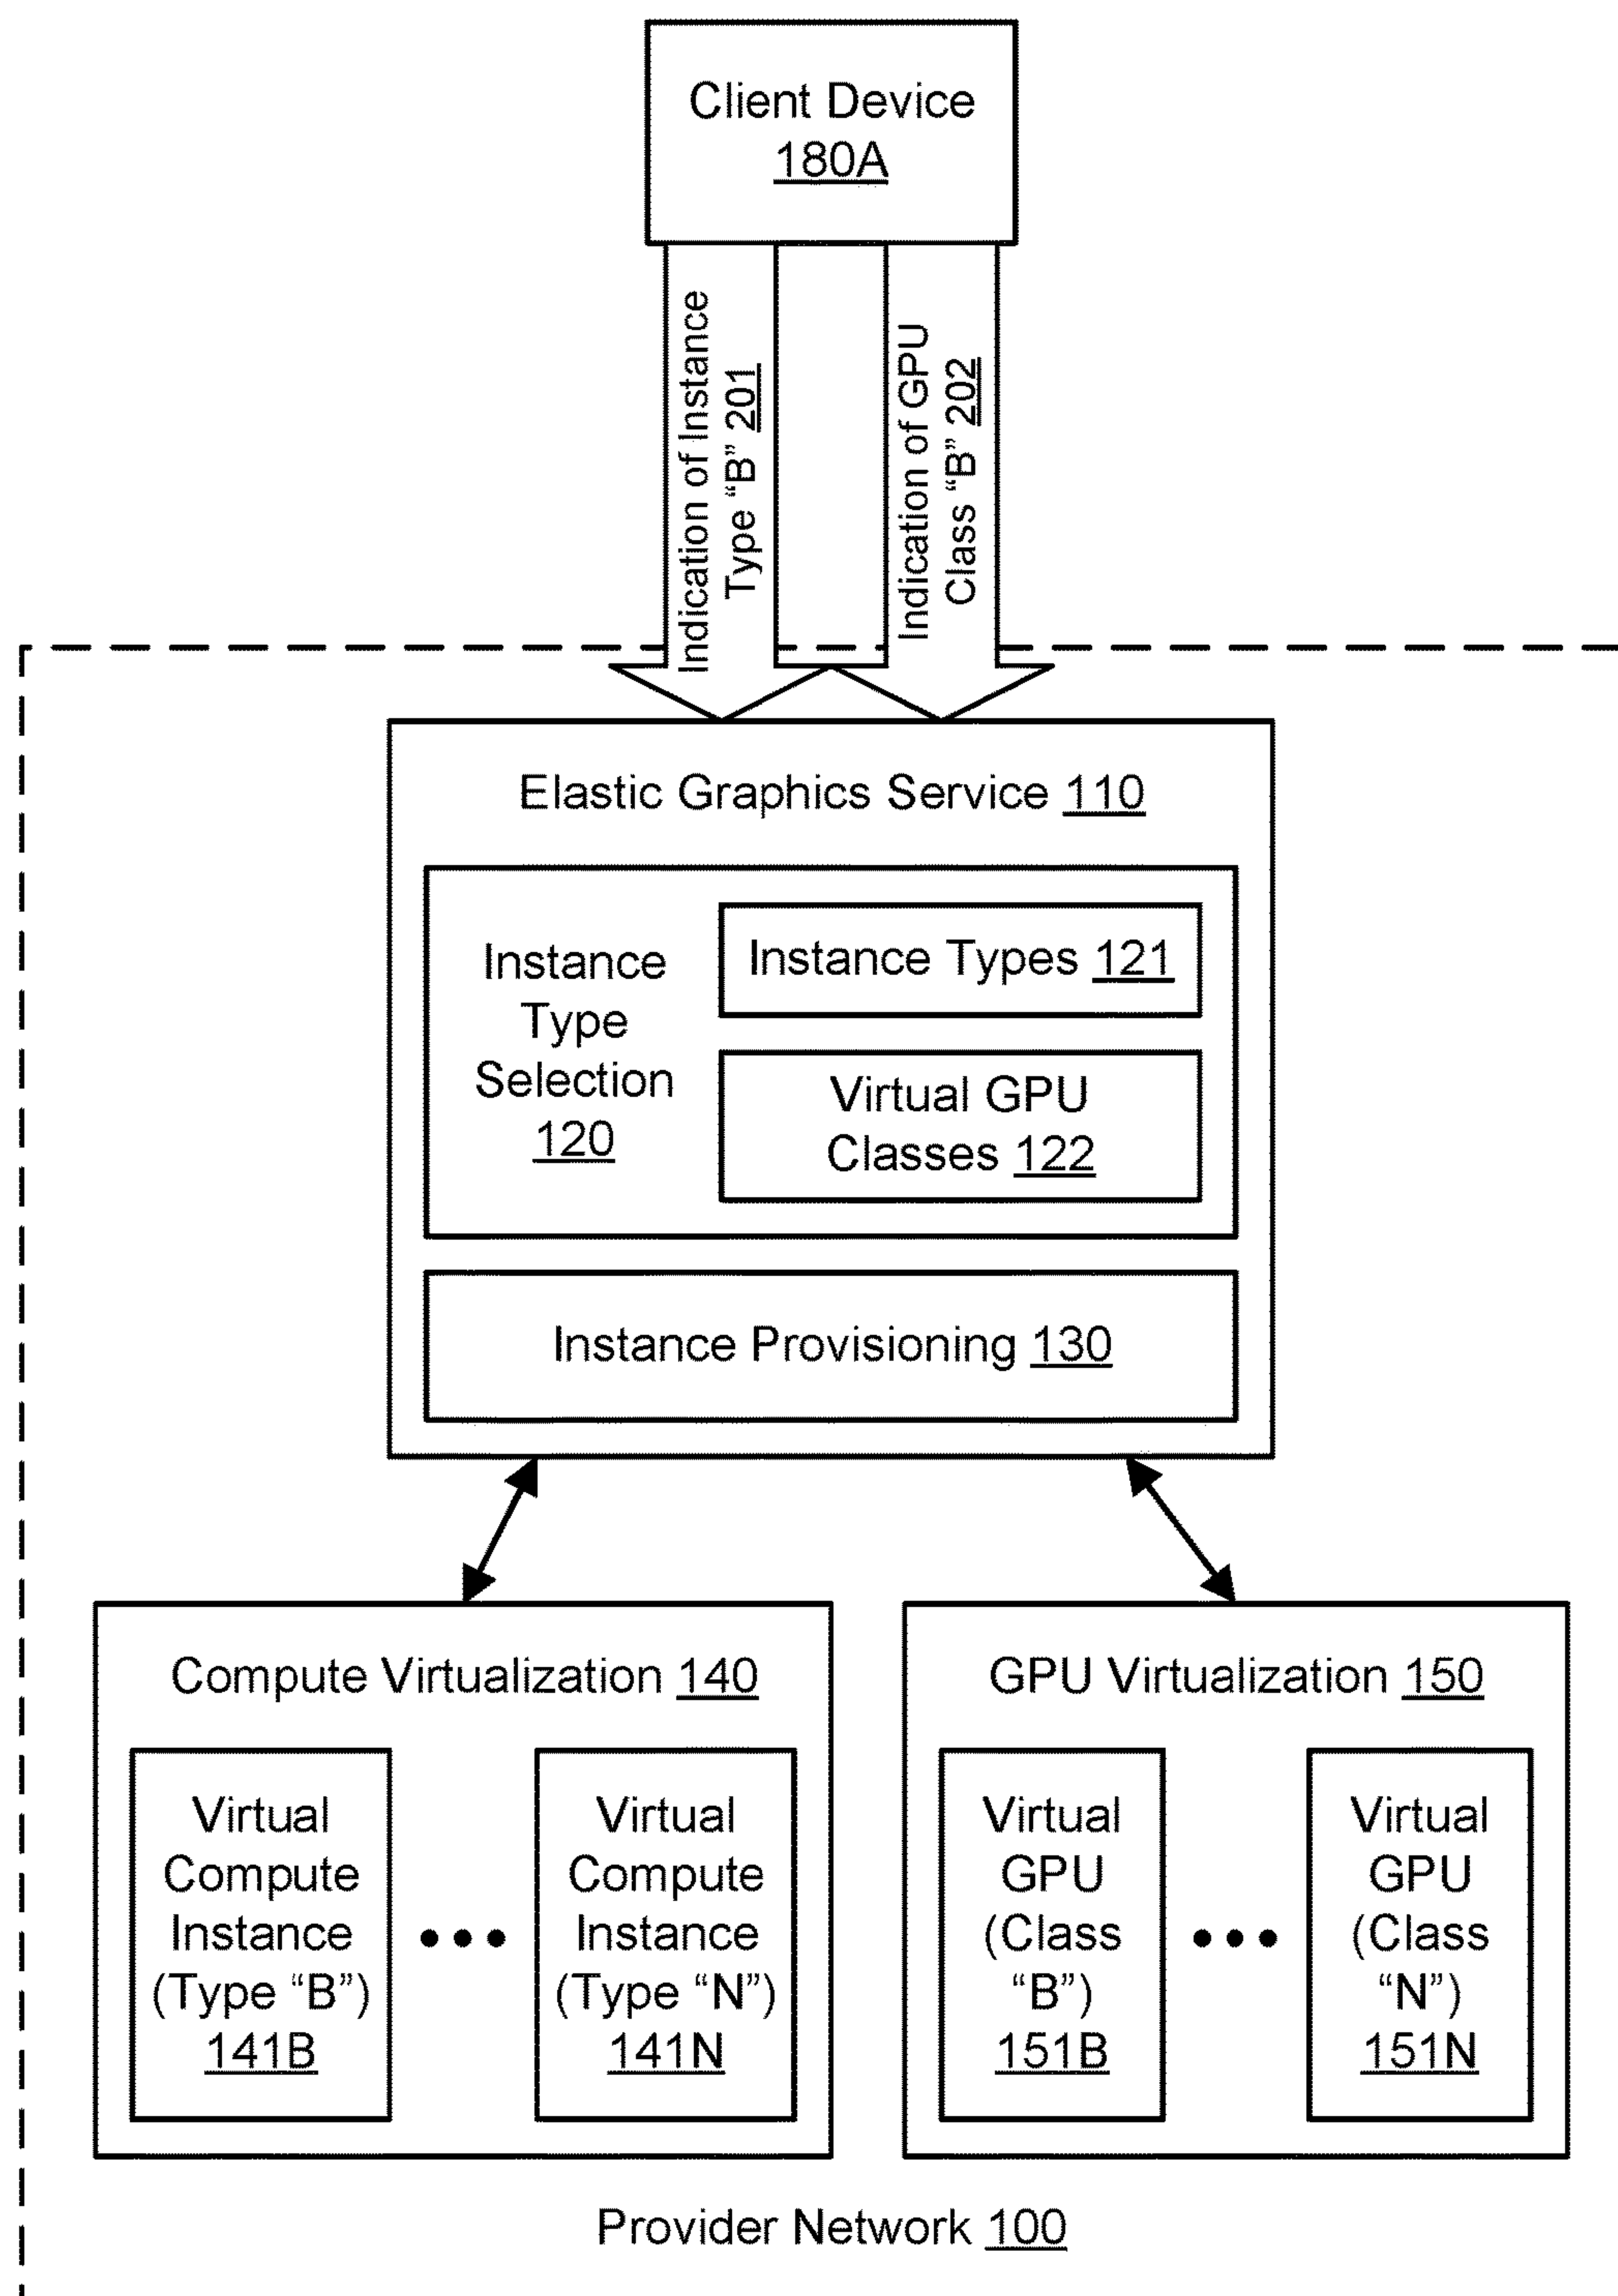 Client Device
180A
Indication of Instance
Type “B” 201
Indication of GPU
Class “B” 202
Elastic Graphics Service 110
Instance
Type
Selection
120
Instance Types 121
Virtual GPU
Classes 122
Instance Provisioning 130
Compute Virtualization 140
Virtual
Compute
Instance
(Type “B”)
141B
Virtual
Compute
Instance
(Type “N”)
141N
GPU Virtualization 150
Virtual
GPU
(Class
“B”)
151B
Virtual
GPU
(Class
“N”)
151N
Provider Network 100